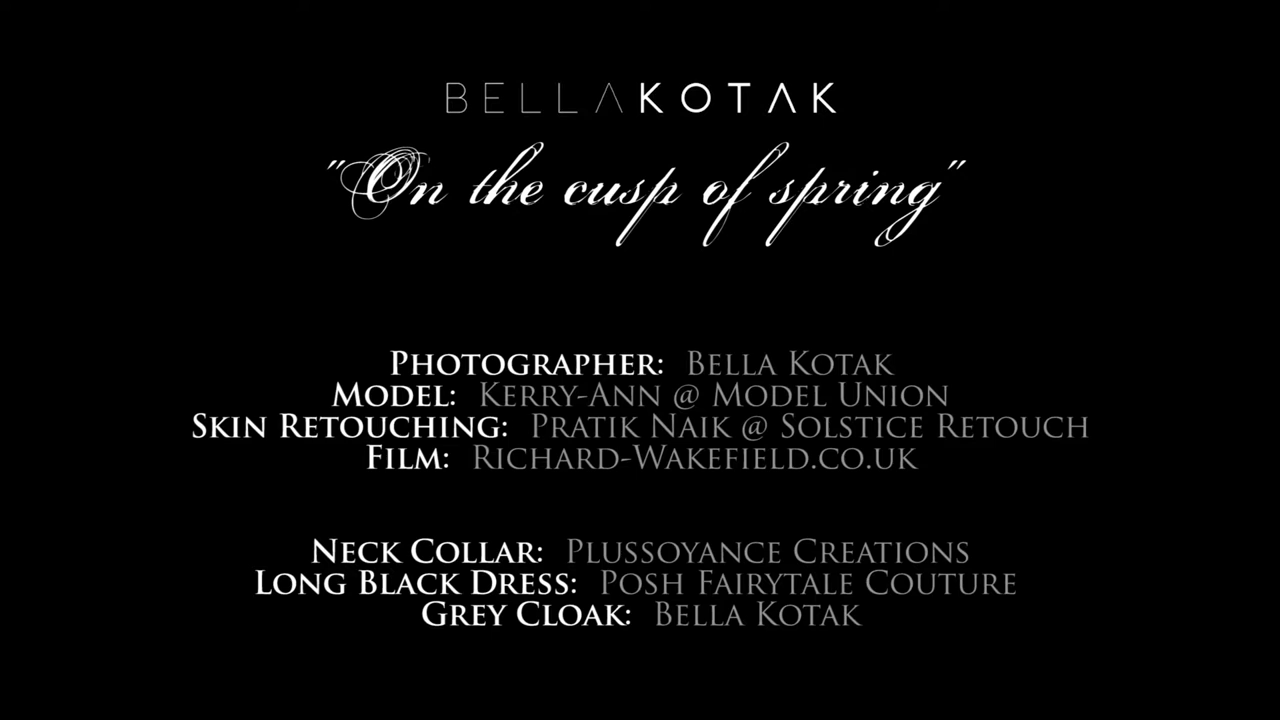 BELLAKOTAK
"On the cusp of spring"
PHOTOGRAPHER: BELLA KOTAK
MODEL: KERRY-ANN @ MODEL UNION
SKIN RETOUCHING: PRATIK NAIK @ SOLSTICE RETOUCH
FILM: RICHARD-WAKEFIELD.CO.UK
NECK COLLAR: PLUSSOYANCE CREATIONS
LONG BLACK DRESS: POSH FAIRYTALE COUTURE
GREY CLOAK: BELLA KOTAK